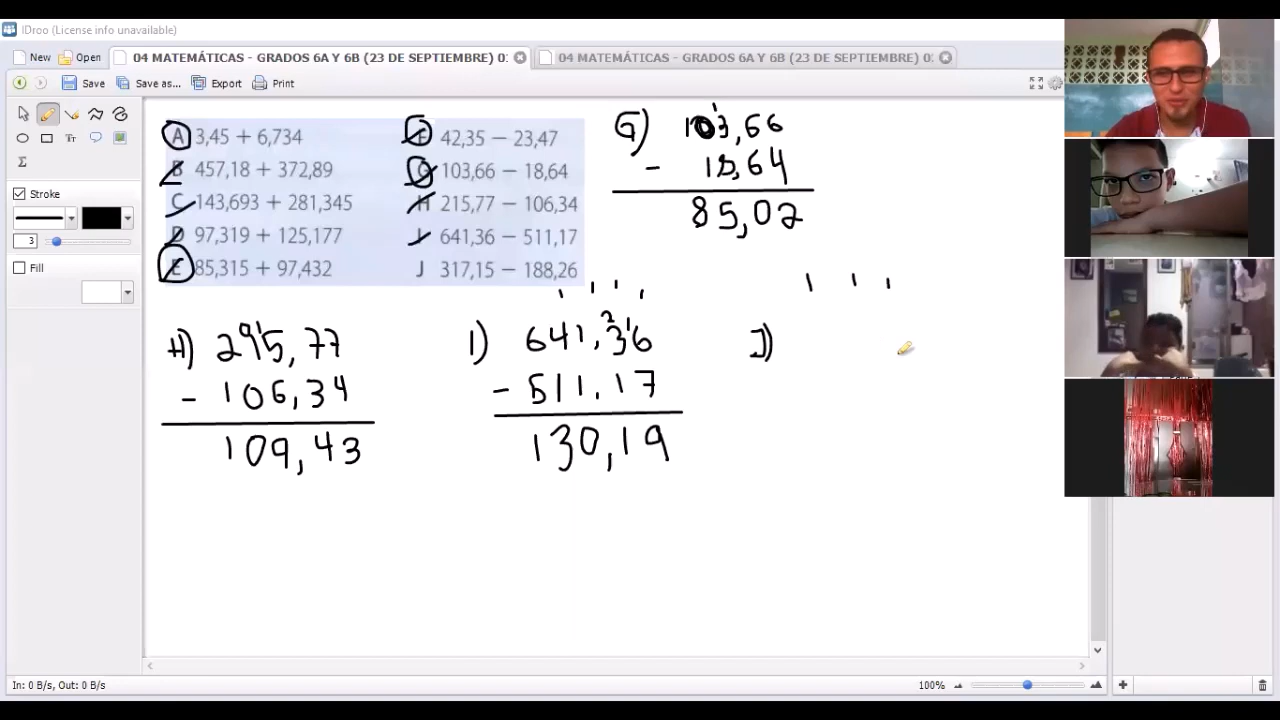 IDroo (License info unavailable)
New Open 04 MATEMÁTICAS - GRADOS 6A Y 6B (23 DE SEPTIEMBRE) 0: 04 MATEMÁTICAS - GRADOS 6A Y 6B (23 DE SEPTIEMBRE) 0:
Save Save as... Export Print
Stroke
3
Fill
A 3,45 + 6,734
B 457,18 + 372,89
C 143,693 + 281,345
D 97,319 + 125,177
E 85,315 + 97,432
F 42,35 − 23,47
G 103,66 − 18,64
H 215,77 − 106,34
I 641,36 − 511,17
J 317,15 − 188,26
G) 103,66
- 18,64
85,02
H) 295,77
- 106,34
109,43
I) 641,36
- 511,17
130,19
J)
In: 0 B/s, Out: 0 B/s
100%